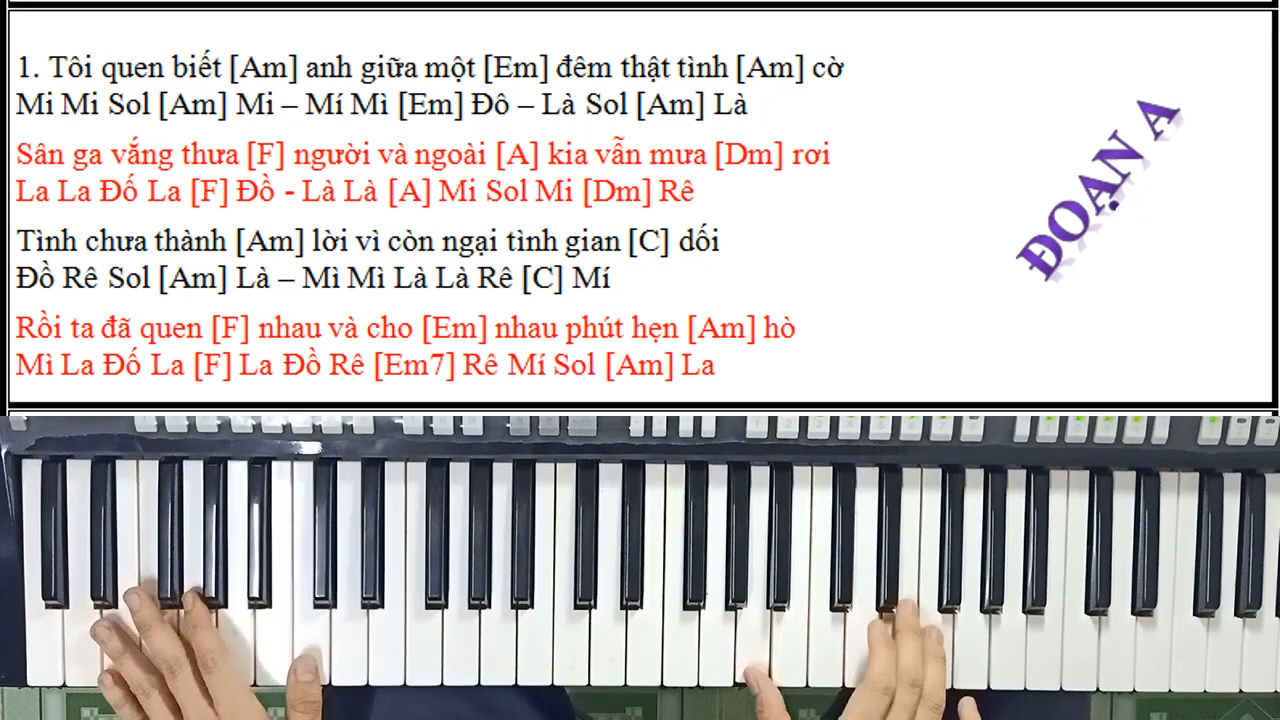 1. Tôi quen biết [Am] anh giữa một [Em] đêm thật tình [Am] cờ
Mi Mi Sol [Am] Mi – Mí Mì [Em] Đô – Là Sol [Am] Là
Sân ga vắng thưa [F] người và ngoài [A] kia vẫn mưa [Dm] rơi
La La Đố La [F] Đồ - Là Là [A] Mi Sol Mi [Dm] Rê
Tình chưa thành [Am] lời vì còn ngại tình gian [C] dối
Đồ Rê Sol [Am] Là – Mì Mì Là Là Rê [C] Mí
Rồi ta đã quen [F] nhau và cho [Em] nhau phút hẹn [Am] hò
Mì La Đố La [F] La Đồ Rê [Em7] Rê Mí Sol [Am] La
ĐOẠN A